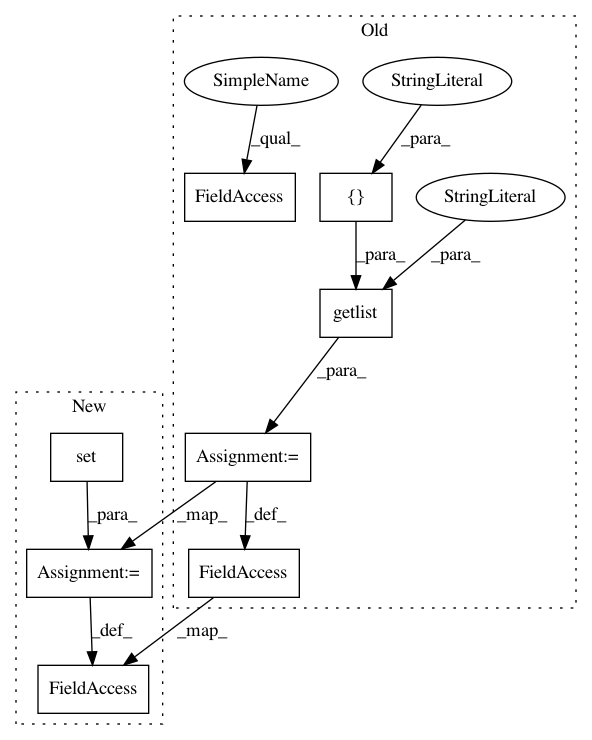 Old
SimpleName
StringLiteral
_qual_
_para_
FieldAccess
{}
StringLiteral
_para_
_para_
getlist
_para_
New
set
Assignment:=
_para_
_map_
_def_
Assignment:=
FieldAccess
_def_
_map_
FieldAccess